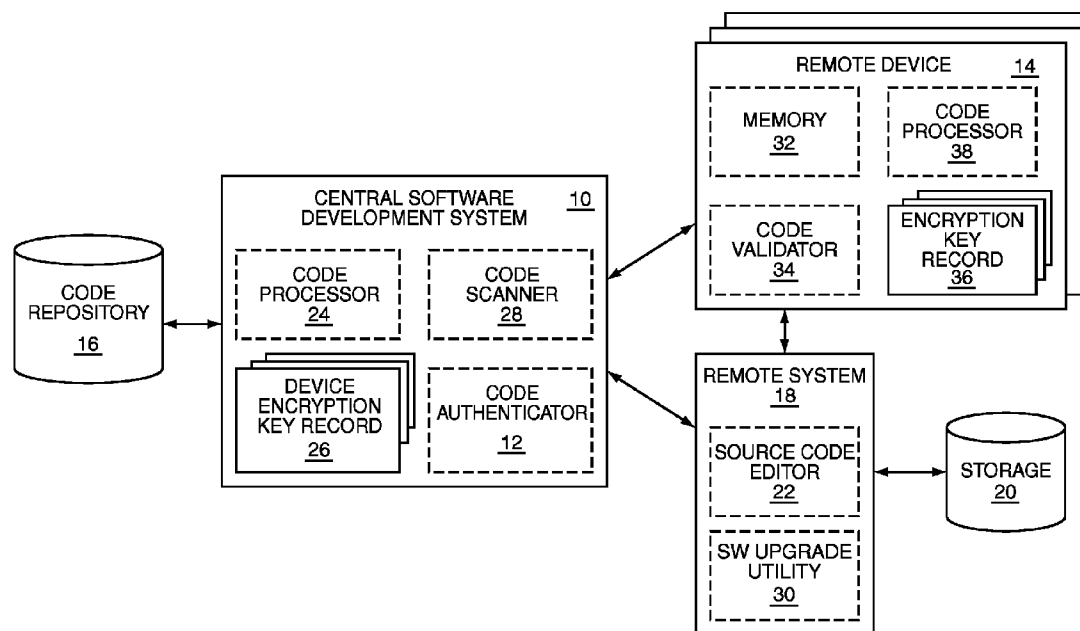 CODE
REPOSITORY
16
CENTRAL SOFTWARE
DEVELOPMENT SYSTEM
10
CODE
PROCESSOR
24
CODE
SCANNER
28
DEVICE
ENCRYPTION
KEY RECORD
26
CODE
AUTHENTICATOR
12
REMOTE DEVICE
14
MEMORY
32
CODE
PROCESSOR
38
CODE
VALIDATOR
34
ENCRYPTION
KEY
RECORD
36
REMOTE SYSTEM
18
SOURCE CODE
EDITOR
22
SW UPGRADE
UTILITY
30
STORAGE
20